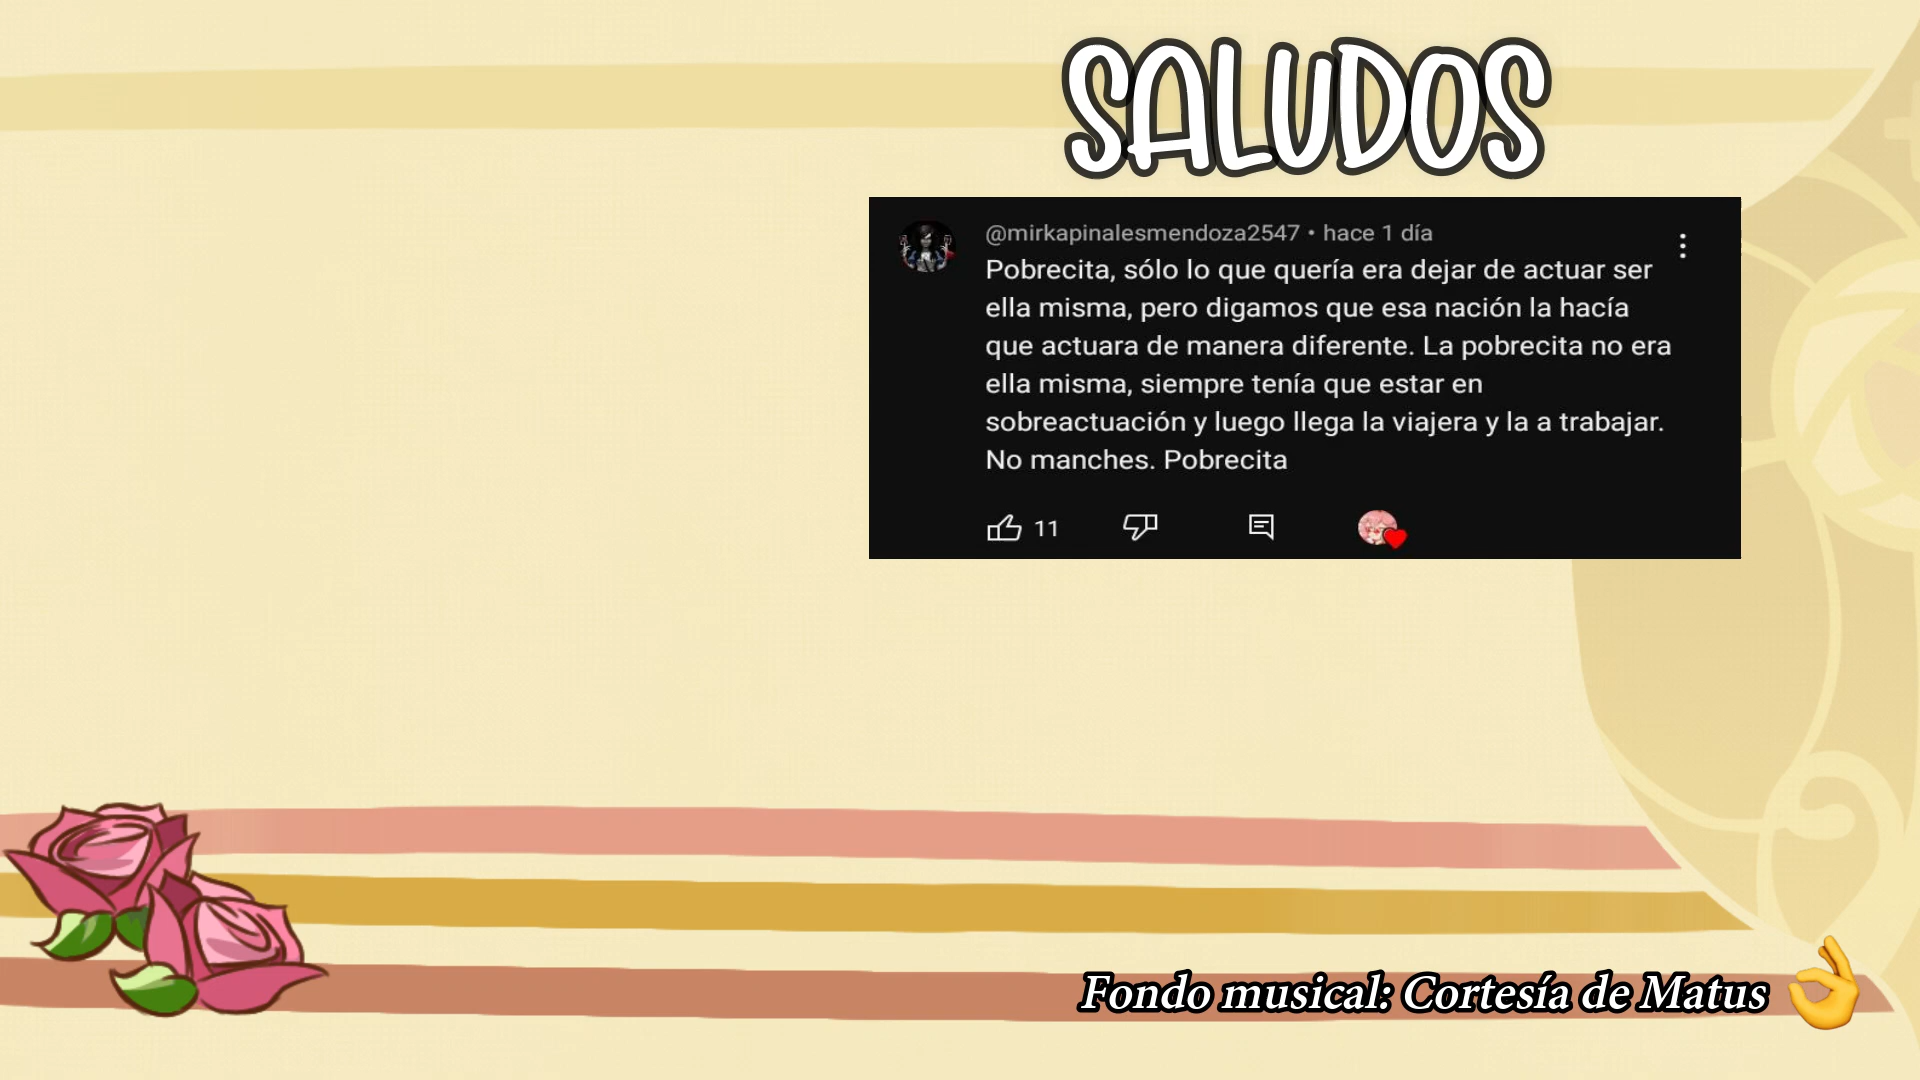 SALUDOS
@mirkapinalesmendoza2547 • hace 1 día
Pobrecita, sólo lo que quería era dejar de actuar ser
ella misma, pero digamos que esa nación la hacía
que actuara de manera diferente. La pobrecita no era
ella misma, siempre tenía que estar en
sobreactuación y luego llega la viajera y la a trabajar.
No manches. Pobrecita
11
Fondo musical: Cortesía de Matus 👌